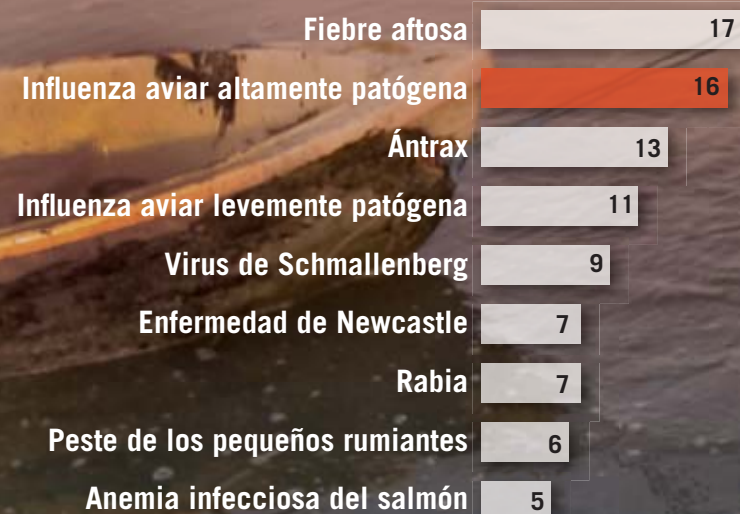 Fiebre aftosa 17
Influenza aviar altamente patógena 16
Ántrax 13
Influenza aviar levemente patógena 11
Virus de Schmallenberg 9
Enfermedad de Newcastle 7
Rabia 7
Peste de los pequeños rumiantes 6
Anemia infecciosa del salmón 5